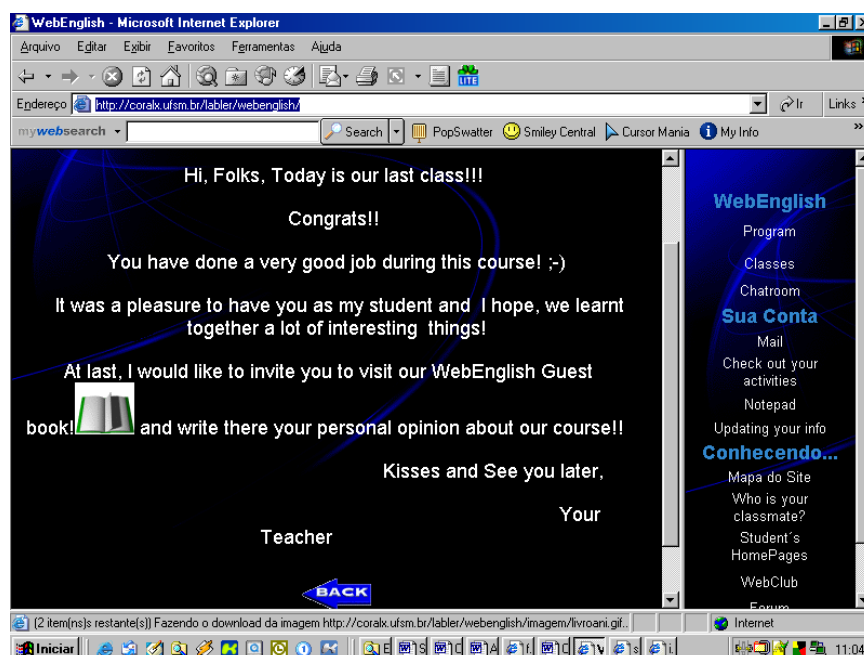 WebEnglish - Microsoft Internet Explorer
Arquivo Editar Exibir Favoritos Ferramentas Ajuda
LITE
Endereço http://coralx.ufsm.br/labler/webenglish/ Ir Links
mywebsearch Search PopSwatter Smiley Central Cursor Mania My Info
Hi, Folks, Today is our last class!!!
Congrats!!
You have done a very good job during this course! ;-)
It was a pleasure to have you as my student and I hope, we learnt
together a lot of interesting things!
At last, I would like to invite you to visit our WebEnglish Guest
book! and write there your personal opinion about our course!!
Kisses and See you later,
Your
Teacher
BACK
WebEnglish
Program
Classes
Chatroom
Sua Conta
Mail
Check out your
activities
Notepad
Updating your info
Conhecendo...
Mapa do Site
Who is your
classmate?
Student´s
HomePages
WebClub
Forum
(2 item(ns)s restante(s)) Fazendo o download da imagem http://coralx.ufsm.br/labler/webenglish/imagem/livroani.gif.. Internet
Iniciar